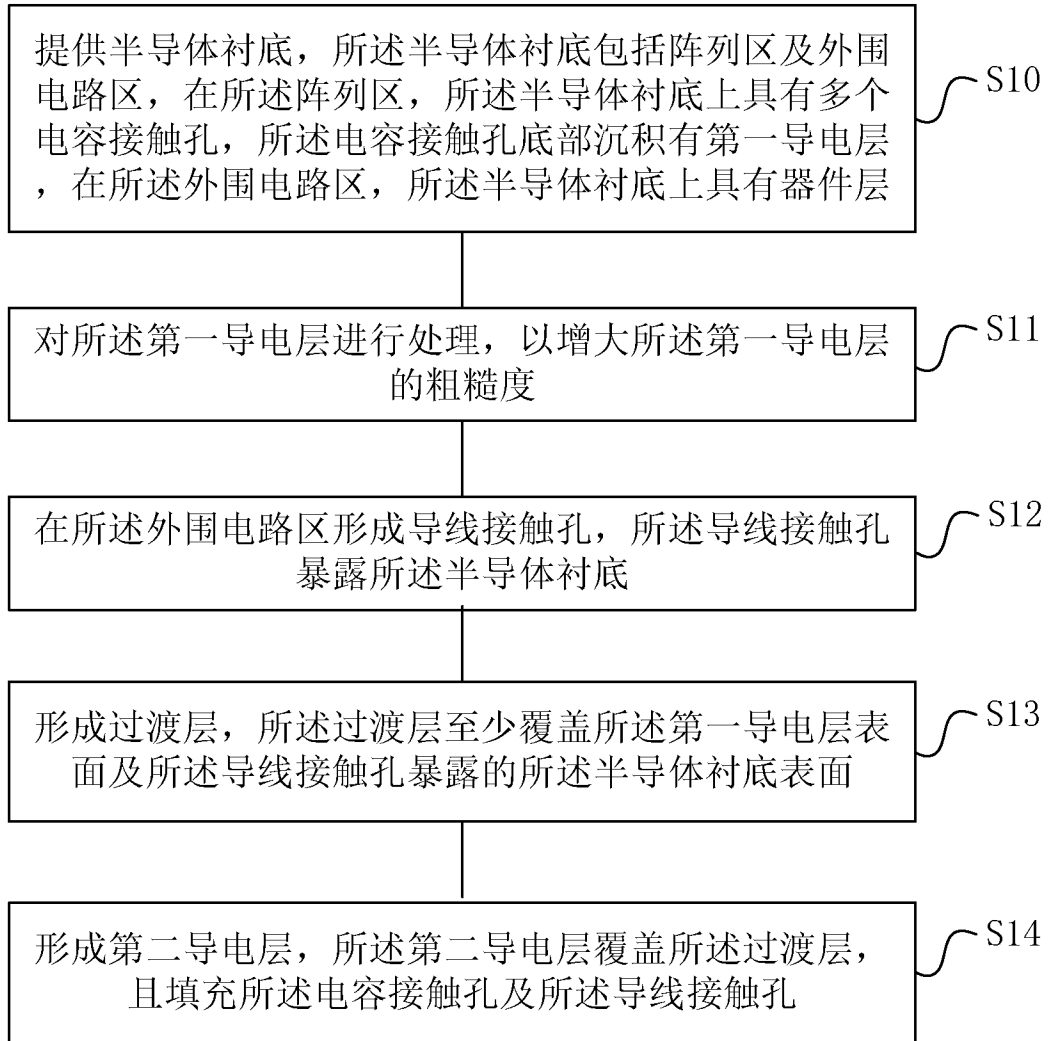 提供半导体衬底，所述半导体衬底包括阵列区及外围
电路区，在所述阵列区，所述半导体衬底上具有多个
电容接触孔，所述电容接触孔底部沉积有第一导电层
，在所述外围电路区，所述半导体衬底上具有器件层
S10
对所述第一导电层进行处理，以增大所述第一导电层
的粗糙度
S11
在所述外围电路区形成导线接触孔，所述导线接触孔
暴露所述半导体衬底
S12
形成过渡层，所述过渡层至少覆盖所述第一导电层表
面及所述导线接触孔暴露的所述半导体衬底表面
S13
形成第二导电层，所述第二导电层覆盖所述过渡层，
且填充所述电容接触孔及所述导线接触孔
S14